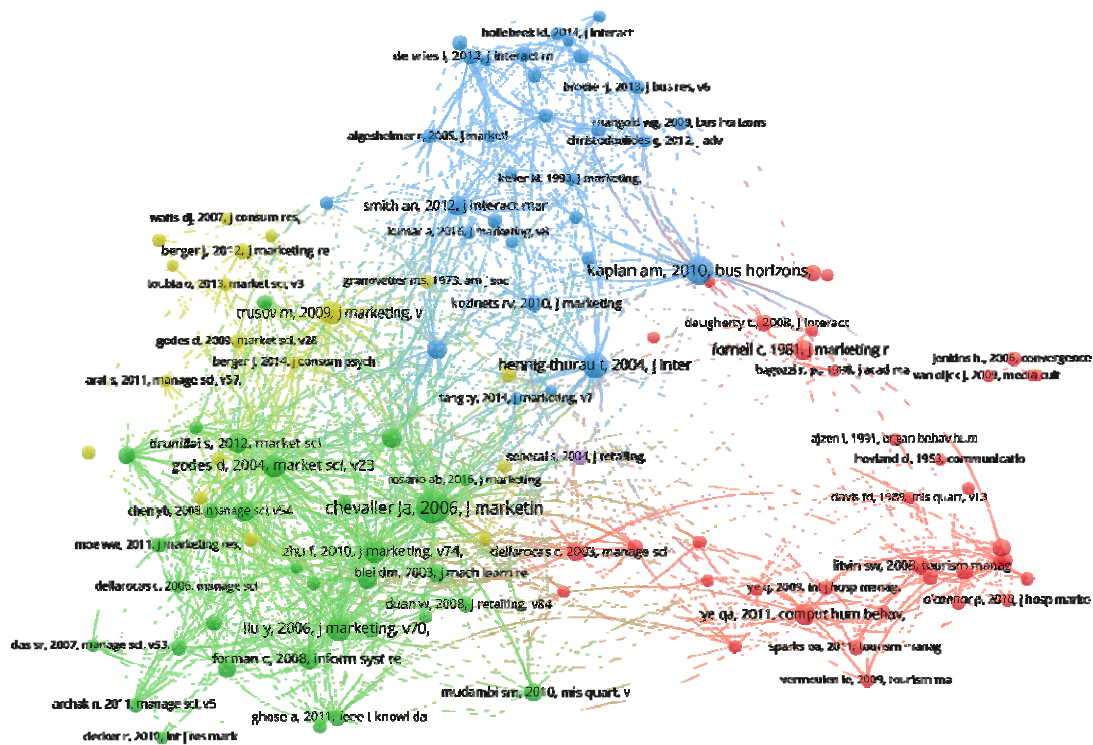 hollebeek ld, 2014, j interact
de vries l, 2012, j interact m
brodie rj, 2013, j bus res, v6
mangold wg, 2009, bus horizons
algesheimer r, 2005, j marketi
christodoulides g, 2012, j adv
keller kl, 1993, j marketing,
smith an, 2012, j interact mar
watts dj, 2007, j consum res,
kumar a, 2016, j marketing, v8
berger j, 2012, j marketing re
kaplan am, 2010, bus horizons,
toubia o, 2013, market sci, v3
granovetter ms, 1973, am j soc
kozinets rv, 2010, j marketing
trusov m, 2009, j marketing, v
daugherty t, 2008, j interact
godes d, 2009, market sci, v28
fornell c, 1981, j marketing r
berger j, 2014, j consum psych
hennig-thurau t, 2004, j inter
jenkins h., 2006, convergence
bagozzi rp, 1988, j acad mark
van dijck j, 2009, media cult
aral s, 2011, manage sci, v57,
tang ty, 2014, j marketing, v7
tirunillai s, 2012, market sci
ajzen i, 1991, organ behav hum
godes d, 2004, market sci, v23
senecal s, 2004, j retailing,
hovland cl, 1953, communicatio
rosario ab, 2016, j marketing
davis fd, 1989, mis quart, v13
chen yb, 2008, manage sci, v54
chevalier ja, 2006, j marketin
moe ww, 2011, j marketing res,
zhu f, 2010, j marketing, v74,
dellarocas c, 2003, manage sci
blei dm, 2003, j mach learn re
litvin sw, 2008, tourism manag
dellarocas c, 2006, manage sci
ye q, 2009, int j hosp manag,
duan w, 2008, j retailing, v84
o'connor p, 2010, j hosp marke
liu y, 2006, j marketing, v70,
ye qa, 2011, comput hum behav,
das sr, 2007, manage sci, v53,
forman c, 2008, inform syst re
sparks ba, 2011, tourism manag
vermeulen ie, 2009, tourism ma
mudambi sm, 2010, mis quart, v
archak n, 2011, manage sci, v5
ghose a, 2011, ieee t knowl da
decker r, 2010, int j res mark